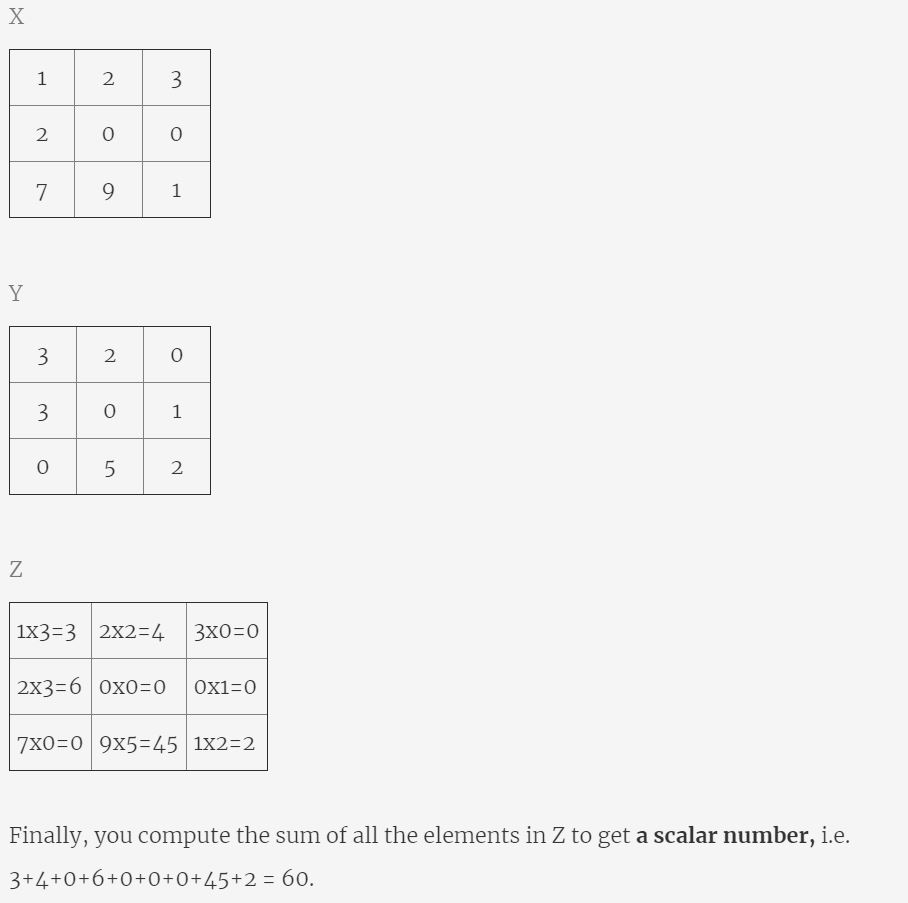 X
1 2 3
2 0 0
7 9 1
Y
3 2 0
3 0 1
0 5 2
Z
1x3=3 2x2=4 3x0=0
2x3=6 0x0=0 0x1=0
7x0=0 9x5=45 1x2=2
Finally, you compute the sum of all the elements in Z to get a scalar number, i.e.
3+4+0+6+0+0+0+45+2 = 60.